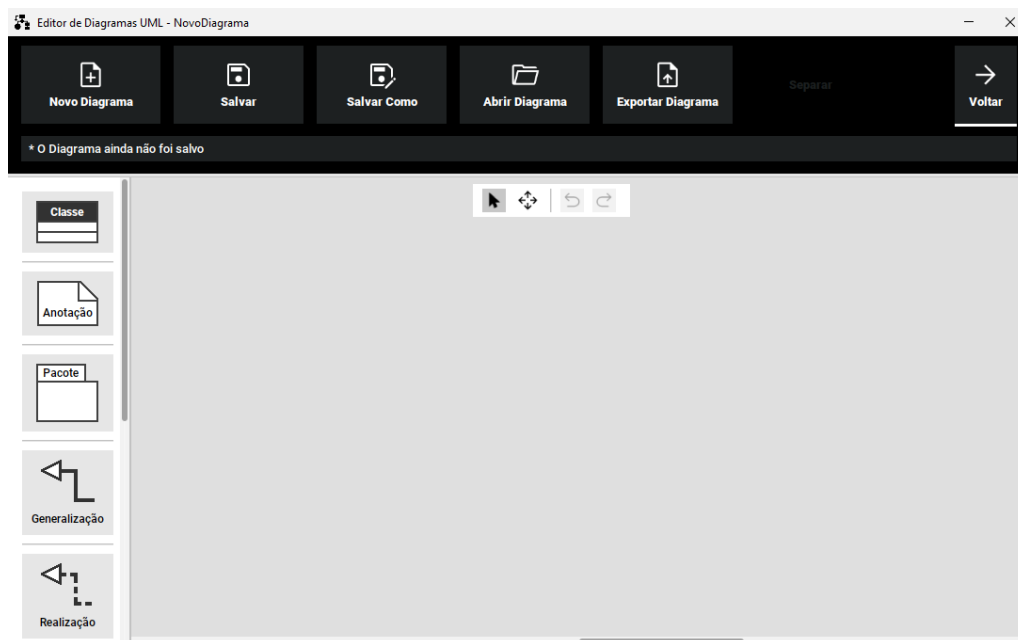 Editor de Diagramas UML - NovoDiagrama
Novo Diagrama
Salvar
Salvar Como
Abrir Diagrama
Exportar Diagrama
Separar
Voltar
* O Diagrama ainda não foi salvo
Classe
Anotação
Pacote
Generalização
Realização